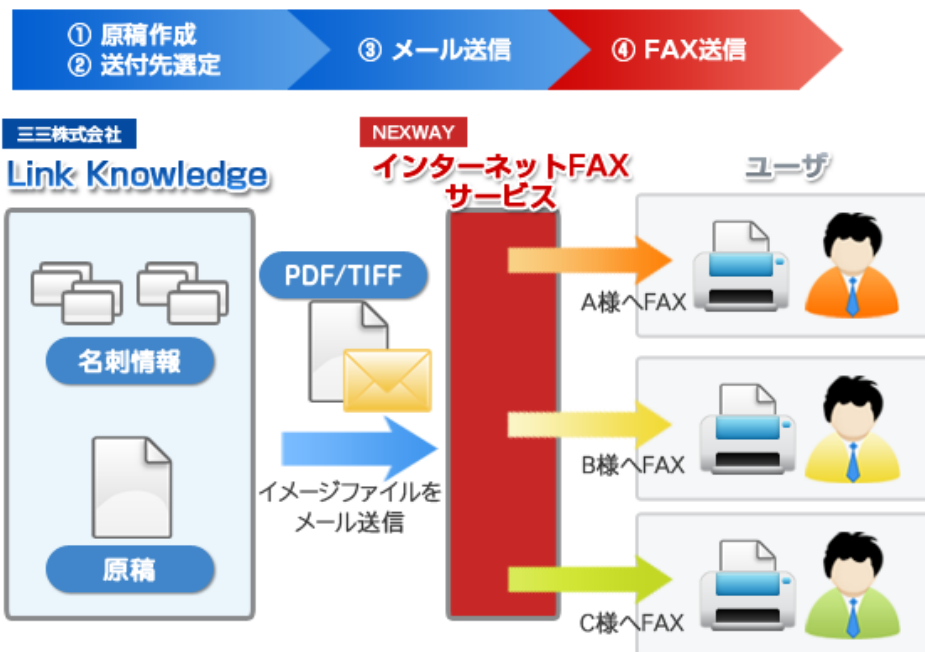 ① 原稿作成
② 送付先選定
③ メール送信
④ FAX送信
三三株式会社
Link Knowledge
NEXWAY
インターネットFAX
サービス
ユーザ
名刺情報
原稿
PDF/TIFF
イメージファイルを
メール送信
A様へFAX
B様へFAX
C様へFAX